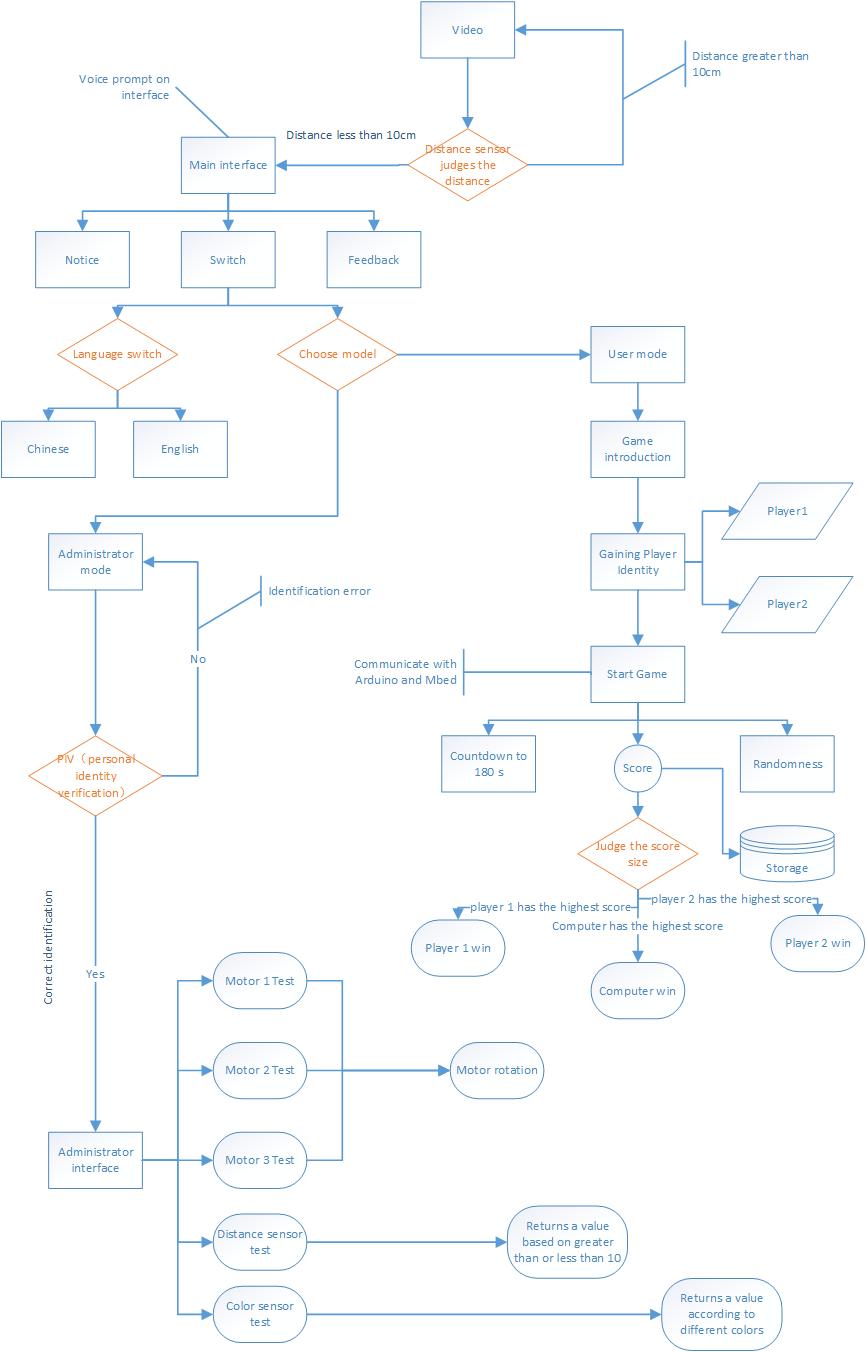 Video
Distance greater than
10cm
Voice prompt on
interface
Distance less than 10cm
Distance sensor
judges the
distance
Main interface
Notice
Switch
Feedback
Language switch
Choose model
User mode
Chinese
English
Game
introduction
Player1
Administrator
mode
Gaining Player
Identity
Identification error
Player2
No
Communicate with
Arduino and Mbed
Start Game
PIV（personal
identity
verification）
Countdown to
180 s
Score
Randomness
Judge the score
size
Storage
player 1 has the highest score
player 2 has the highest score
Computer has the highest score
Player 1 win
Player 2 win
Computer win
Correct identification
Yes
Motor 1 Test
Motor 2 Test
Motor rotation
Administrator
interface
Motor 3 Test
Distance sensor
test
Returns a value
based on greater
than or less than 10
Color sensor
test
Returns a value
according to
different colors